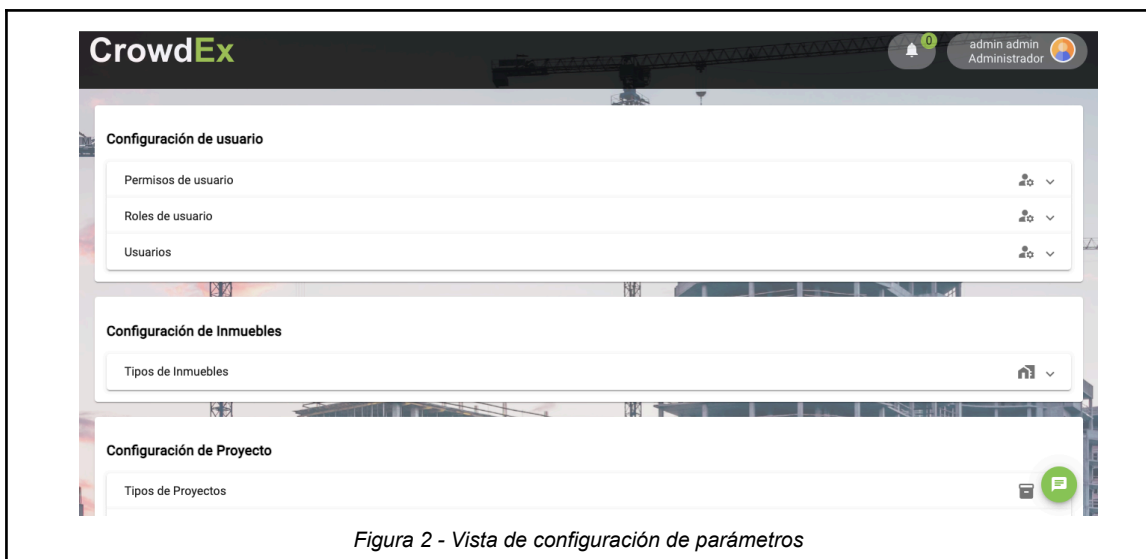 CrowdEx
0
admin admin
Administrador
Configuración de usuario
Permisos de usuario
Roles de usuario
Usuarios
Configuración de Inmuebles
Tipos de Inmuebles
Configuración de Proyecto
Tipos de Proyectos
Figura 2 - Vista de configuración de parámetros